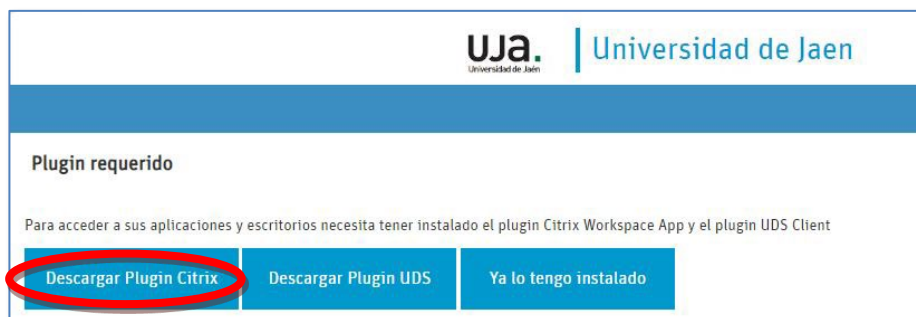 uja.
Universidad de Jaén
Universidad de Jaen
Plugin requerido
Para acceder a sus aplicaciones y escritorios necesita tener instalado el plugin Citrix Workspace App y el plugin UDS Client
Descargar Plugin Citrix
Descargar Plugin UDS
Ya lo tengo instalado